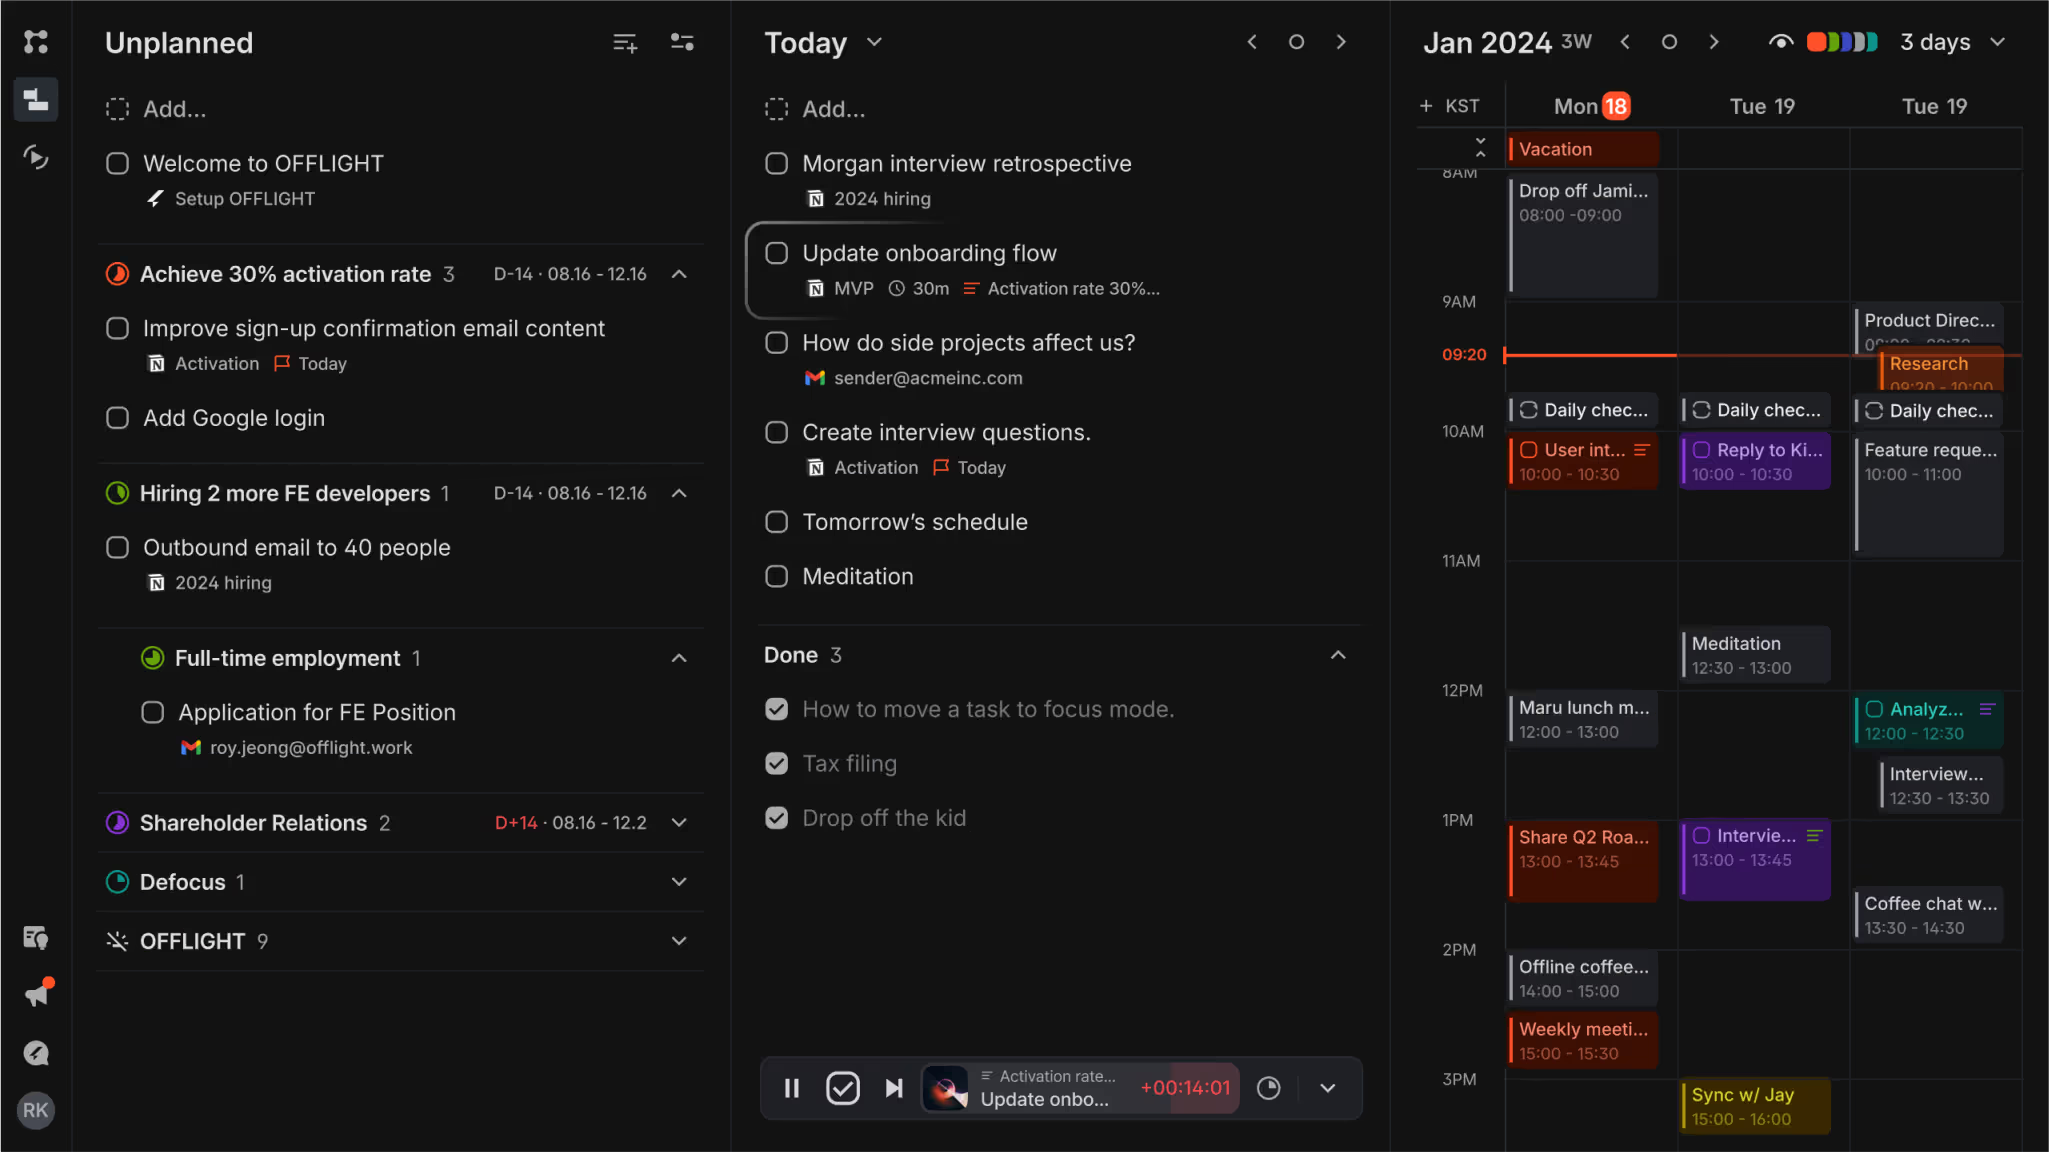 Unplanned
Add...
Welcome to OFFLIGHT
Setup OFFLIGHT
Achieve 30% activation rate 3 D-14 · 08.16 - 12.16
Improve sign-up confirmation email content
Activation Today
Add Google login
Hiring 2 more FE developers 1 D-14 · 08.16 - 12.16
Outbound email to 40 people
2024 hiring
Full-time employment 1
Application for FE Position
roy.jeong@offlight.work
Shareholder Relations 2 D+14 · 08.16 - 12.2
Defocus 1
OFFLIGHT 9
RK
Today
Add...
Morgan interview retrospective
2024 hiring
Update onboarding flow
MVP 30m Activation rate 30%...
How do side projects affect us?
sender@acmeinc.com
Create interview questions.
Activation Today
Tomorrow’s schedule
Meditation
Done 3
How to move a task to focus mode.
Tax filing
Drop off the kid
Activation rate...
Update onbo...
+00:14:01
Jan 2024 3W 3 days
+ KST Mon 18 Tue 19 Tue 19
Vacation
8AM
Drop off Jami...
08:00 -09:00
9AM
Product Direc...
09:20
Research
09:20 - 10:00
Daily chec... Daily chec... Daily chec...
10AM
User int... Reply to Ki... Feature reque...
10:00 - 10:30 10:00 - 10:30 10:00 - 11:00
11AM
Meditation
12:30 - 13:00
12PM
Maru lunch m... Analyz...
12:00 - 13:00 12:00 - 12:30
Interview...
12:30 - 13:30
1PM
Share Q2 Roa... Intervie...
13:00 - 13:45 13:00 - 13:45
Coffee chat w...
13:30 - 14:30
2PM
Offline coffee...
14:00 - 15:00
Weekly meeti...
15:00 - 15:30
3PM
Sync w/ Jay
15:00 - 16:00